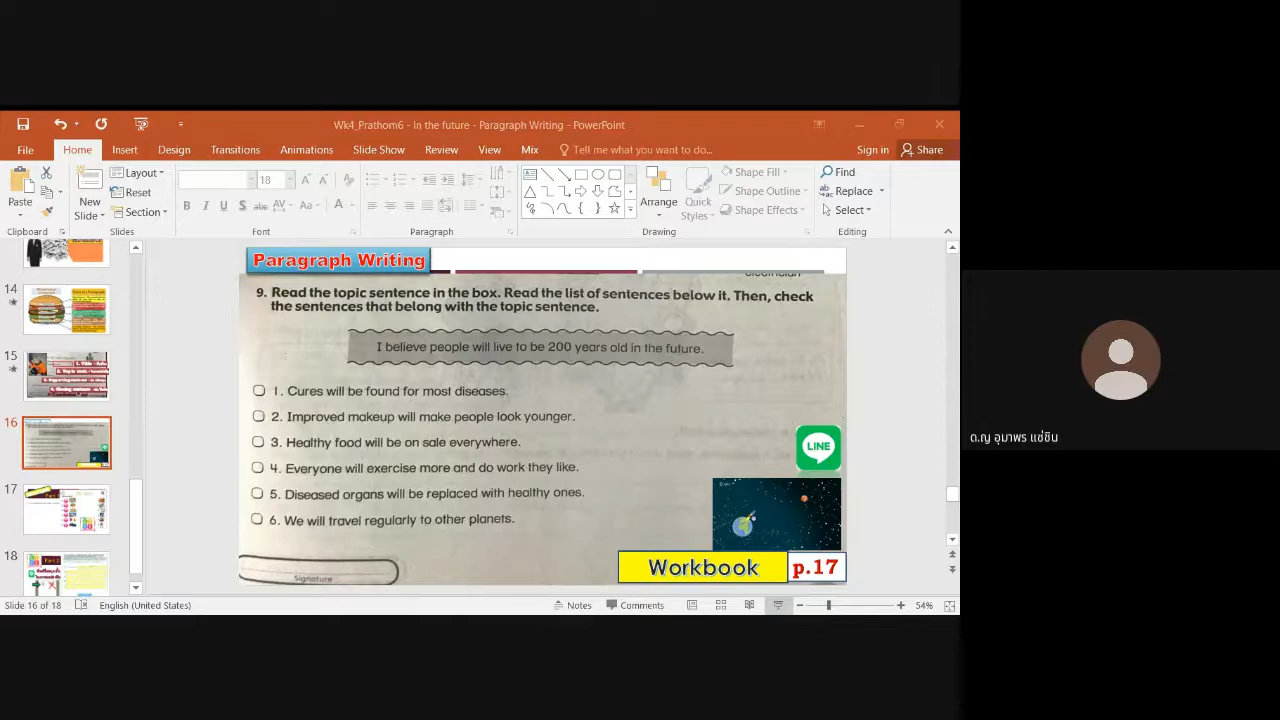 Wk4_Prathom6 - In the future - Paragraph Writing - PowerPoint
File Home Insert Design Transitions Animations Slide Show Review View Mix Tell me what you want to do... Sign in Share
Paste
New
Slide
Layout
Reset
Section
18
B I U S abc AV Aa A
Arrange
Quick
Styles
Shape Fill
Shape Outline
Shape Effects
Find
Replace
Select
Clipboard Slides Font Paragraph Drawing Editing
14
15
16
17
18
Paragraph Writing
9. Read the topic sentence in the box. Read the list of sentences below it. Then, check
the sentences that belong with the topic sentence.
I believe people will live to be 200 years old in the future.
1. Cures will be found for most diseases.
2. Improved makeup will make people look younger.
3. Healthy food will be on sale everywhere.
4. Everyone will exercise more and do work they like.
5. Diseased organs will be replaced with healthy ones.
6. We will travel regularly to other planets.
LINE
Signature
Workbook p.17
Slide 16 of 18 English (United States) Notes Comments 54%
ด.ญ อุมาพร แซ่ซิน